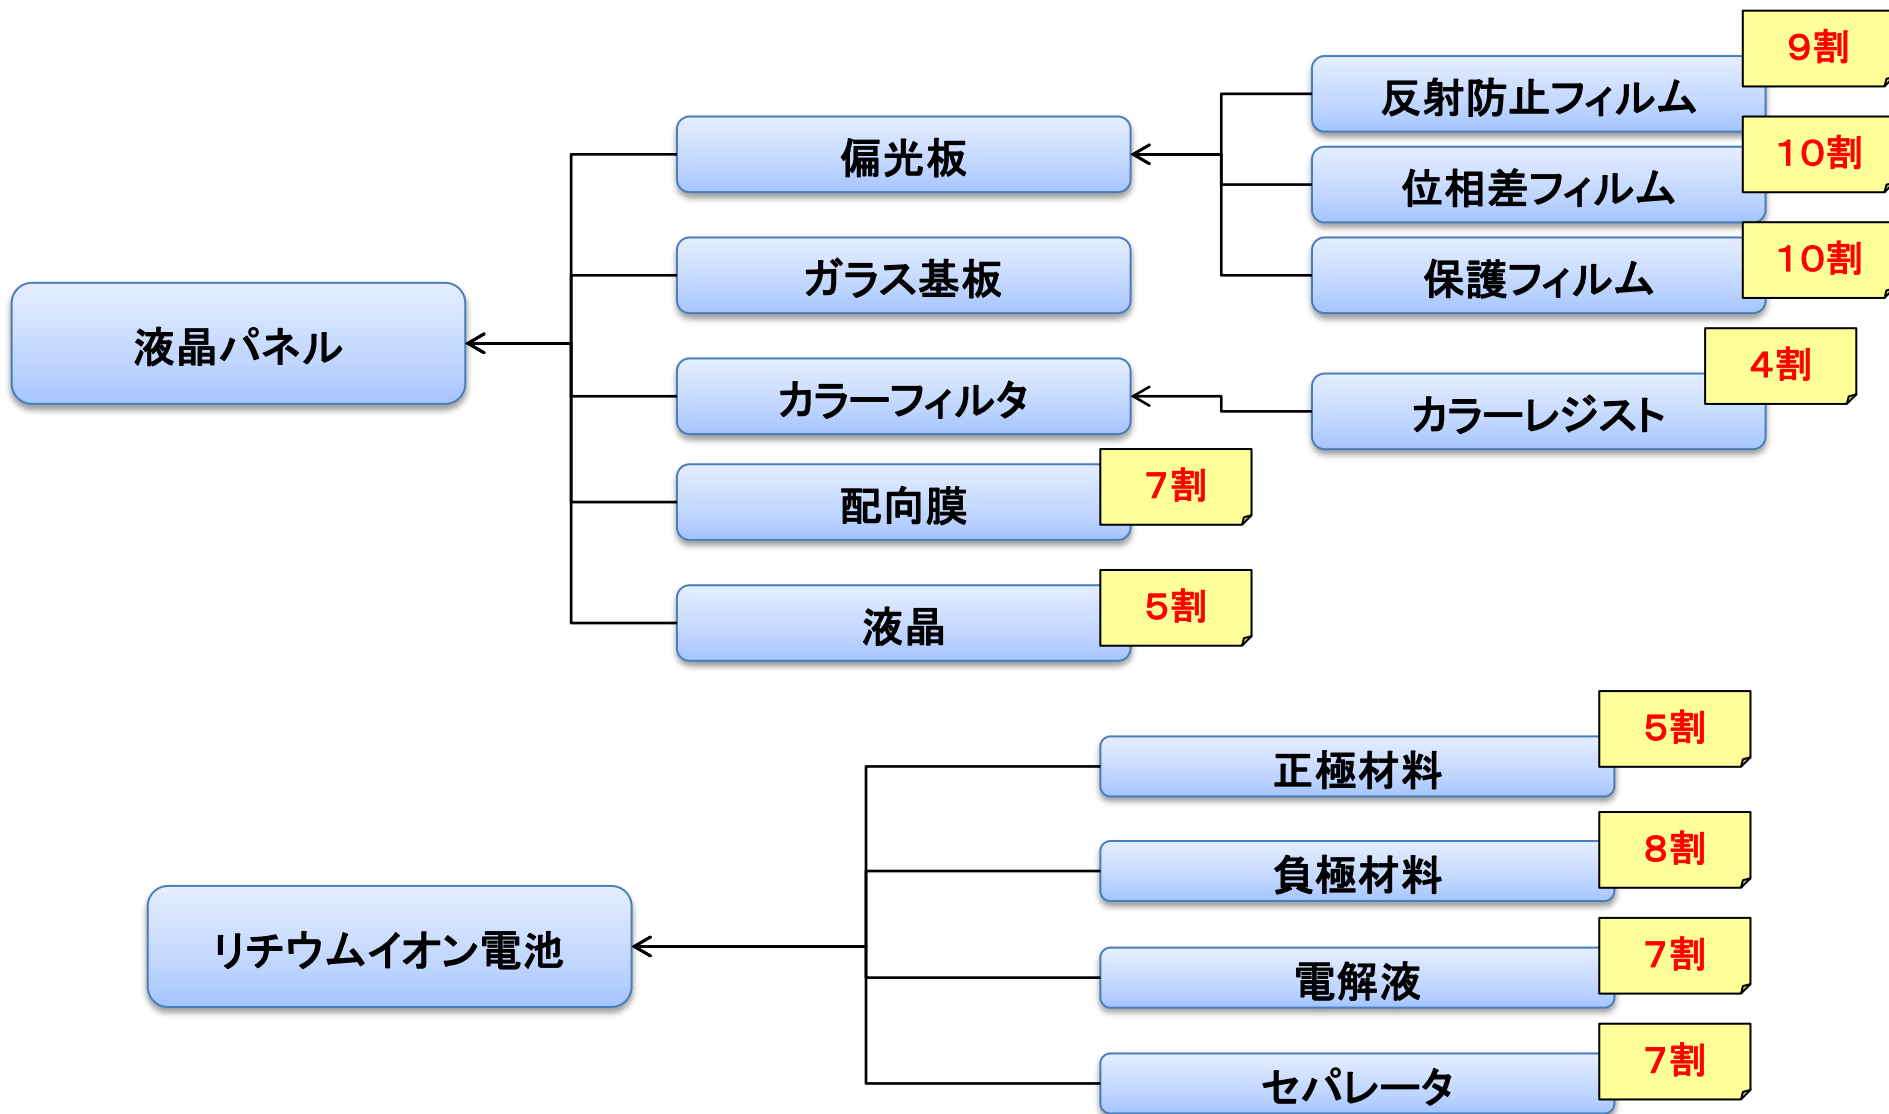 ９割
反射防止フィルム
１０割
偏光板
位相差フィルム
１０割
ガラス基板
保護フィルム
液晶パネル
４割
カラーフィルタ
カラーレジスト
７割
配向膜
５割
液晶
５割
正極材料
８割
負極材料
リチウムイオン電池
７割
電解液
７割
セパレータ